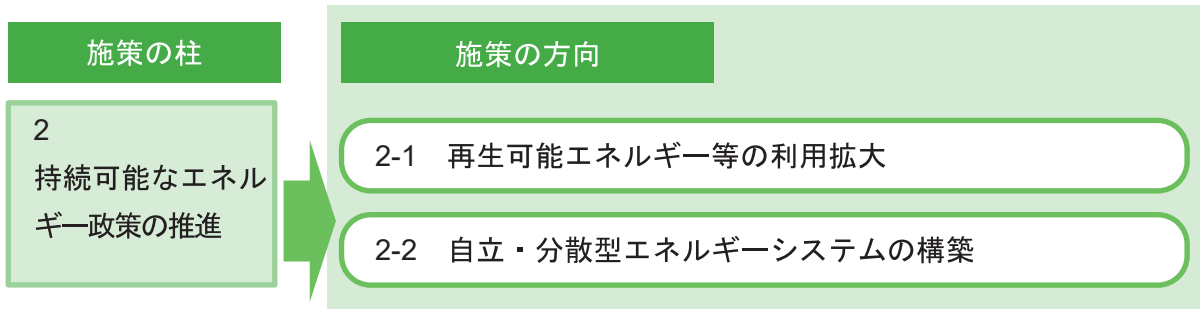 施策の柱
施策の方向
2
持続可能なエネル
ギー政策の推進
2-1　再生可能エネルギー等の利用拡大
2-2　自立・分散型エネルギーシステムの構築